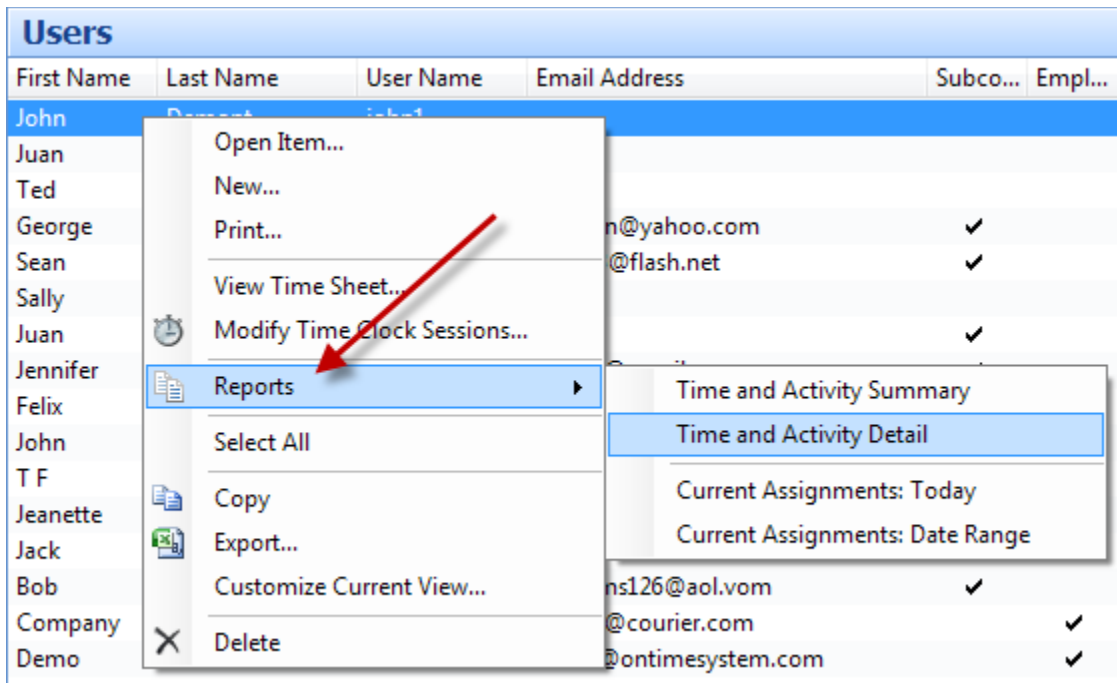 Users
First Name Last Name User Name Email Address Subco... Empl...
John john1
Juan
Ted
George n@yahoo.com
Sean @flash.net
Sally
Juan
Jennifer
Felix
John
T F
Jeanette
Jack
Bob ns126@aol.vom
Company @courier.com
Demo @ontimesystem.com
Open Item...
New...
Print...
View Time Sheet...
Modify Time Clock Sessions...
Reports
Select All
Copy
Export...
Customize Current View...
Delete
Time and Activity Summary
Time and Activity Detail
Current Assignments: Today
Current Assignments: Date Range